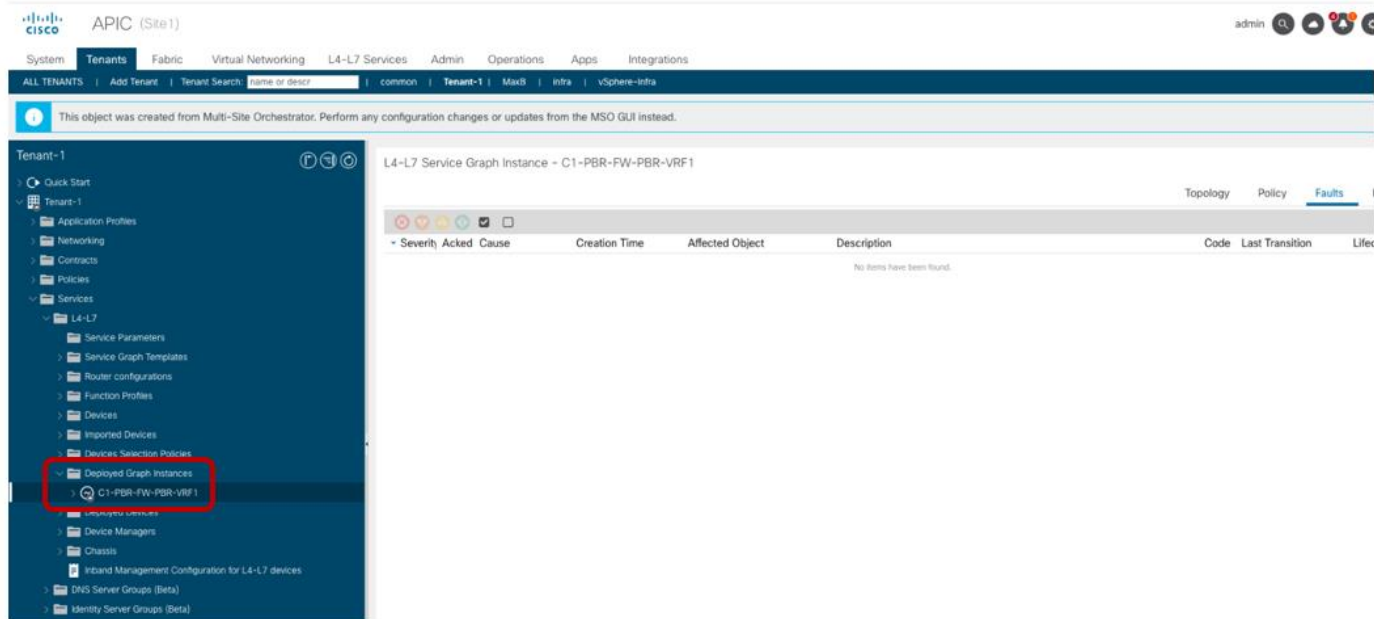 CISCO
APIC (Site1)
admin
System Tenants Fabric Virtual Networking L4-L7 Services Admin Operations Apps Integrations
ALL TENANTS | Add Tenant | Tenant Search: name or descr | common | Tenant-1 | MaxB | infra | vSphere-Infra
This object was created from Multi-Site Orchestrator. Perform any configuration changes or updates from the MSO GUI instead.
Tenant-1
Quick Start
Tenant-1
Application Profiles
Networking
Contracts
Policies
Services
L4-L7
Service Parameters
Service Graph Templates
Router configurations
Function Profiles
Devices
Imported Devices
Devices Selection Policies
Deployed Graph Instances
C1-PBR-FW-PBR-VRF1
Deployed Devices
Device Managers
Chassis
Inband Management Configuration for L4-L7 devices
DNS Server Groups (Beta)
Identity Server Groups (Beta)
L4-L7 Service Graph Instance - C1-PBR-FW-PBR-VRF1
Topology Policy Faults
Severity Acked Cause Creation Time Affected Object Description Code Last Transition Lifec
No items have been found.